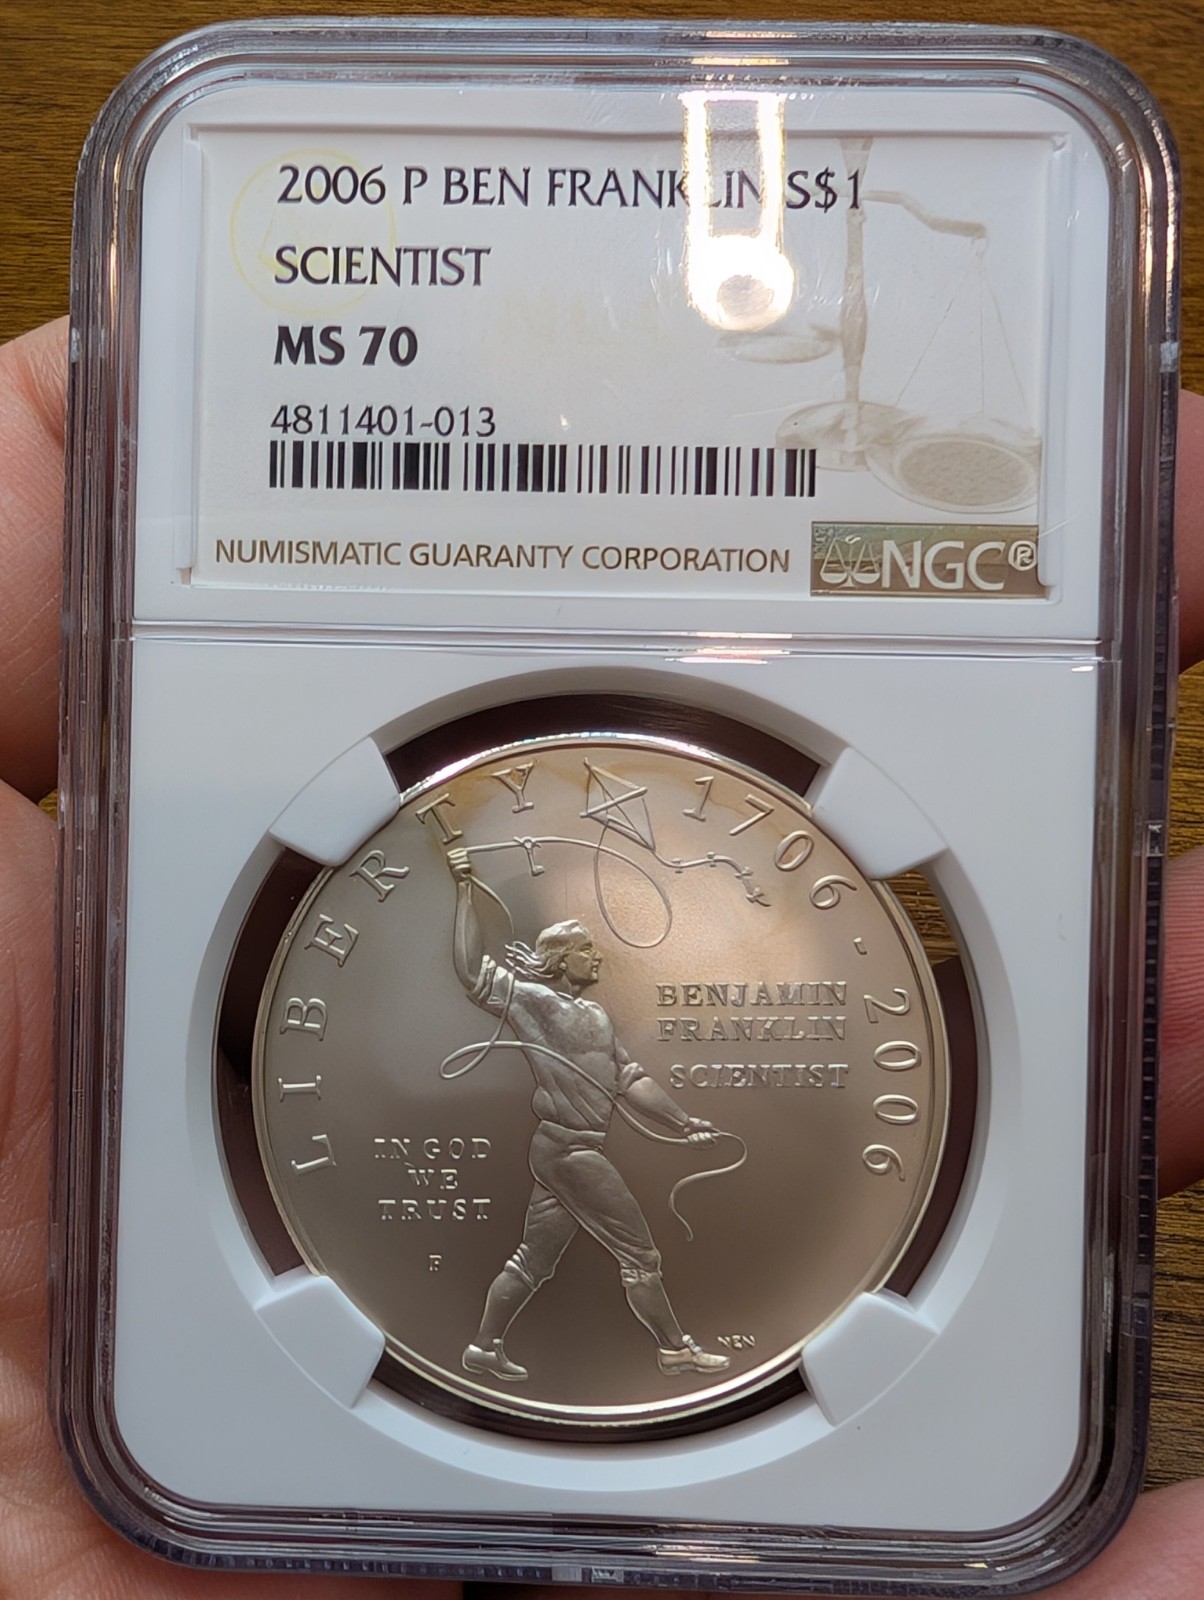 2006 P BEN FRANKLIN S$1
SCIENTIST
MS 70
4811401-013
NUMISMATIC GUARANTY CORPORATION
NGC®
LIBERTY 1706-2006
BENJAMIN
FRANKLIN
SCIENTIST
IN GOD
WE
TRUST
P
NEN